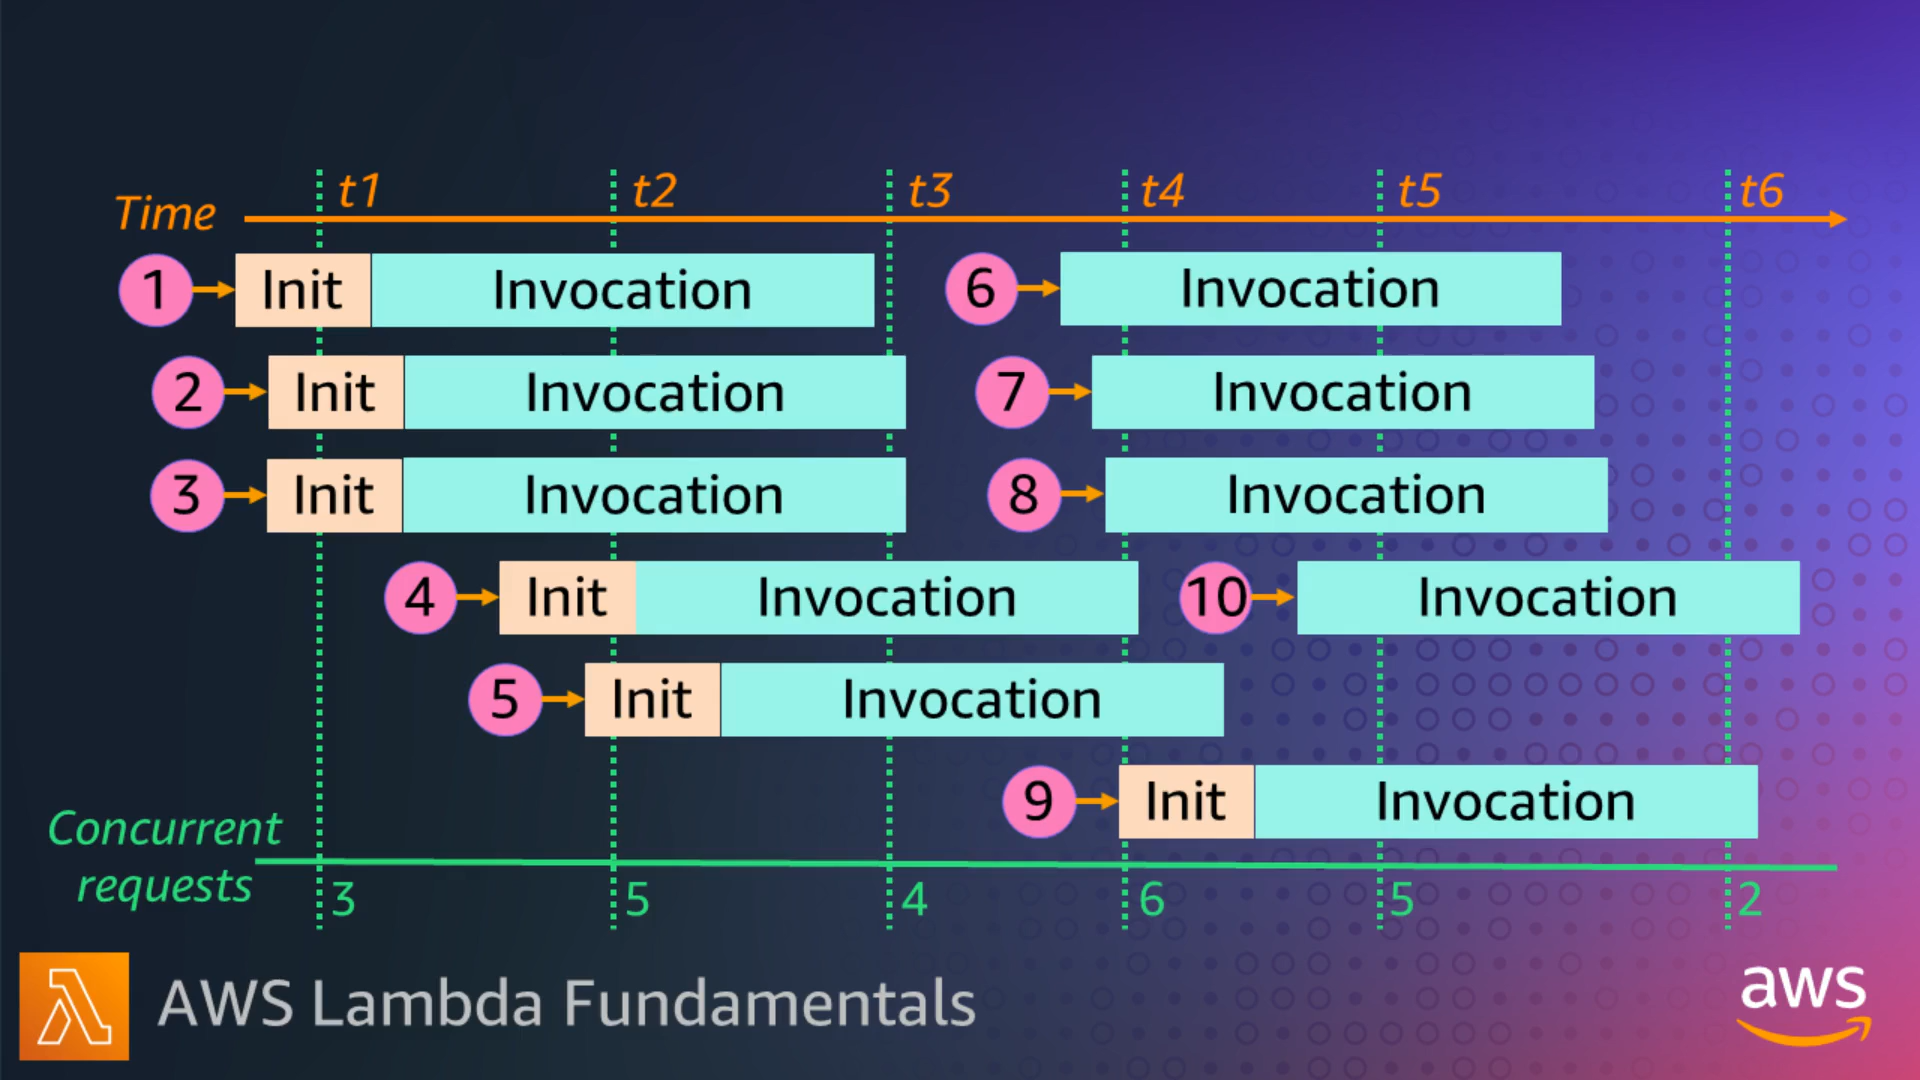 Time t1 t2 t3 t4 t5 t6
1 Init Invocation 6 Invocation
2 Init Invocation 7 Invocation
3 Init Invocation 8 Invocation
4 Init Invocation 10 Invocation
5 Init Invocation
9 Init Invocation
Concurrent
requests
3 5 4 6 5 2
AWS Lambda Fundamentals
aws